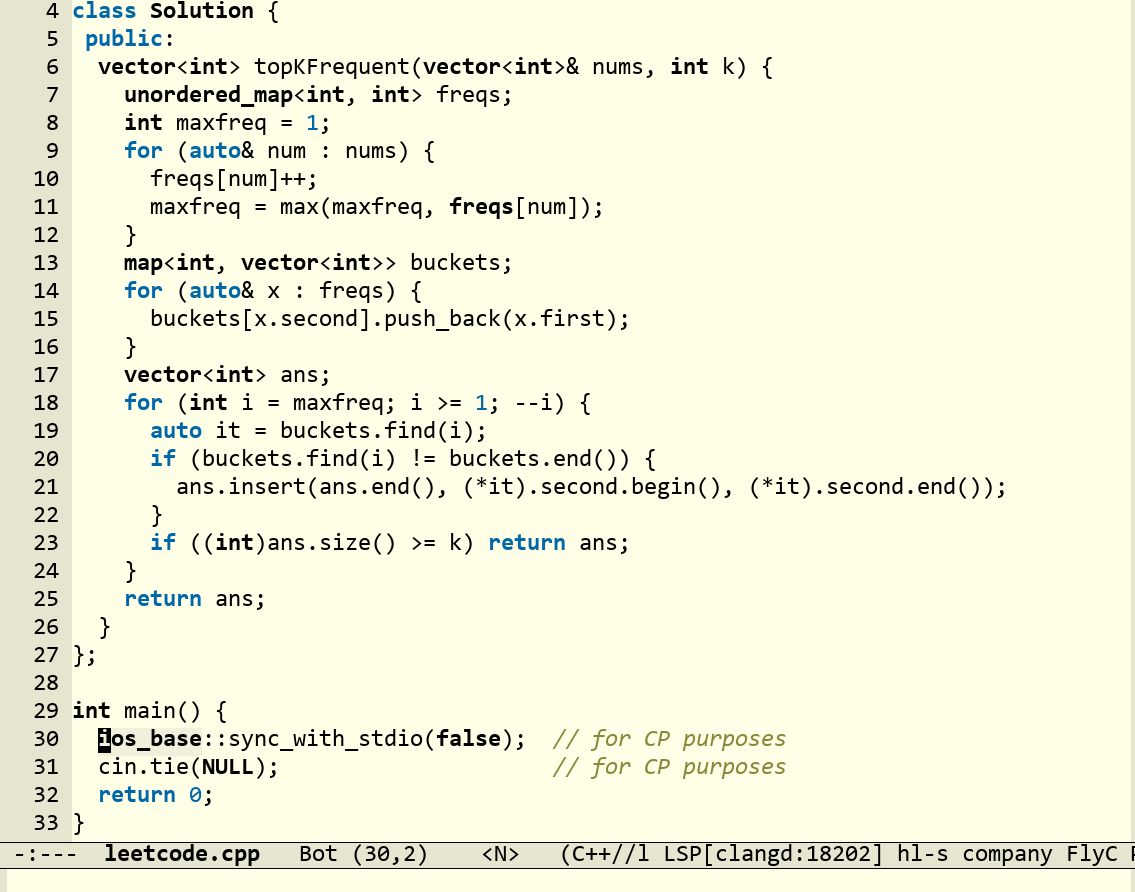 4 class Solution {
5  public:
6   vector<int> topKFrequent(vector<int>& nums, int k) {
7     unordered_map<int, int> freqs;
8     int maxfreq = 1;
9     for (auto& num : nums) {
10       freqs[num]++;
11       maxfreq = max(maxfreq, freqs[num]);
12     }
13     map<int, vector<int>> buckets;
14     for (auto& x : freqs) {
15       buckets[x.second].push_back(x.first);
16     }
17     vector<int> ans;
18     for (int i = maxfreq; i >= 1; --i) {
19       auto it = buckets.find(i);
20       if (buckets.find(i) != buckets.end()) {
21         ans.insert(ans.end(), (*it).second.begin(), (*it).second.end());
22       }
23       if ((int)ans.size() >= k) return ans;
24     }
25     return ans;
26   }
27 };
28
29 int main() {
30   ios_base::sync_with_stdio(false);  // for CP purposes
31   cin.tie(NULL);                     // for CP purposes
32   return 0;
33 }
-:---  leetcode.cpp   Bot (30,2)    <N>   (C++//l LSP[clangd:18202] hl-s company FlyC